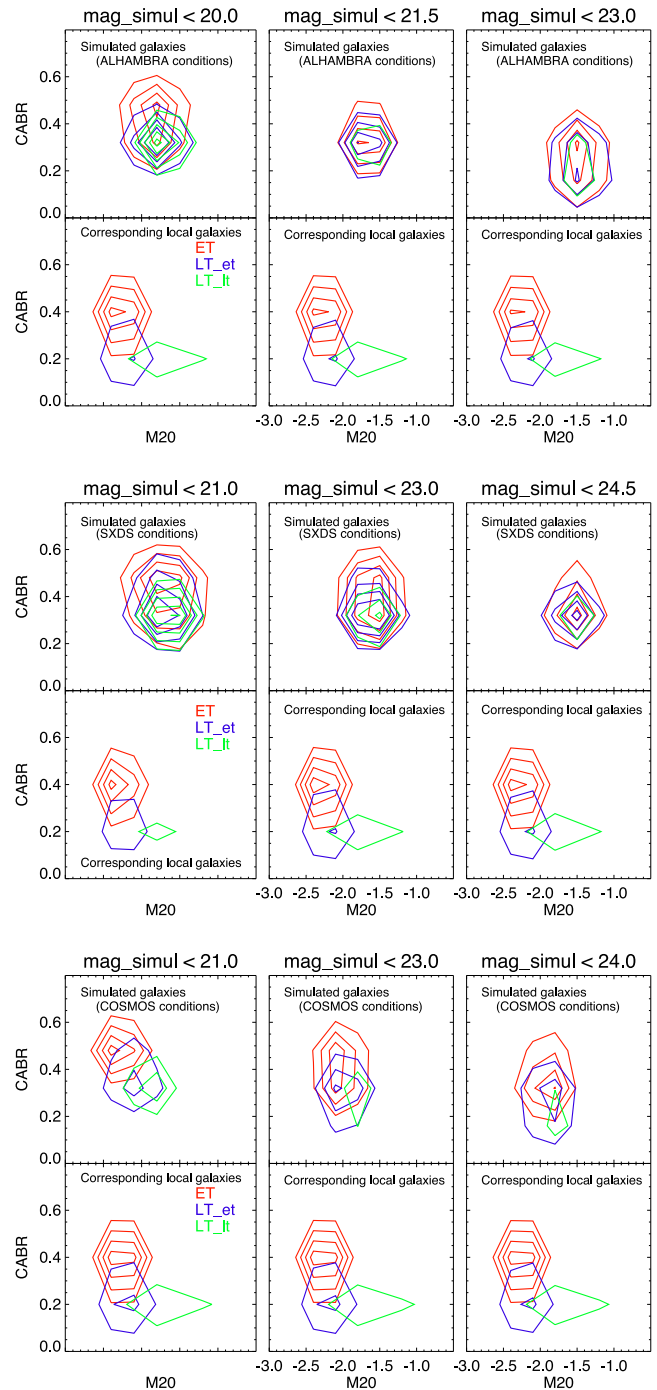 mag_simul < 20.0
mag_simul < 21.5
mag_simul < 23.0
Simulated galaxies
(ALHAMBRA conditions)
Simulated galaxies
(ALHAMBRA conditions)
Simulated galaxies
(ALHAMBRA conditions)
CABR
0.6
0.4
0.2
0.0
Corresponding local galaxies
ET
LT_et
LT_lt
Corresponding local galaxies
Corresponding local galaxies
CABR
0.6
0.4
0.2
0.0
-3.0 -2.5 -2.0 -1.5 -1.0
-3.0 -2.5 -2.0 -1.5 -1.0
M20
M20
M20
mag_simul < 21.0
mag_simul < 23.0
mag_simul < 24.5
Simulated galaxies
(SXDS conditions)
Simulated galaxies
(SXDS conditions)
Simulated galaxies
(SXDS conditions)
CABR
0.6
0.4
0.2
0.0
ET
LT_et
LT_lt
Corresponding local galaxies
Corresponding local galaxies
Corresponding local galaxies
CABR
0.6
0.4
0.2
0.0
-3.0 -2.5 -2.0 -1.5 -1.0
-3.0 -2.5 -2.0 -1.5 -1.0
M20
M20
M20
mag_simul < 21.0
mag_simul < 23.0
mag_simul < 24.0
Simulated galaxies
(COSMOS conditions)
Simulated galaxies
(COSMOS conditions)
Simulated galaxies
(COSMOS conditions)
CABR
0.6
0.4
0.2
0.0
Corresponding local galaxies
ET
LT_et
LT_lt
Corresponding local galaxies
Corresponding local galaxies
CABR
0.6
0.4
0.2
0.0
-3.0 -2.5 -2.0 -1.5 -1.0
-3.0 -2.5 -2.0 -1.5 -1.0
M20
M20
M20